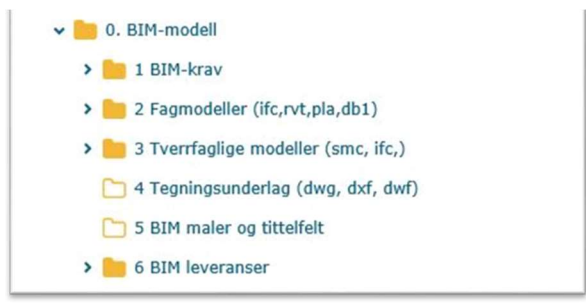 0. BIM-modell
1 BIM-krav
2 Fagmodeller (ifc,rvt,pla,db1)
3 Tverrfaglige modeller (smc, ifc,)
4 Tegningsunderlag (dwg, dxf, dwf)
5 BIM maler og tittelfelt
6 BIM leveranser